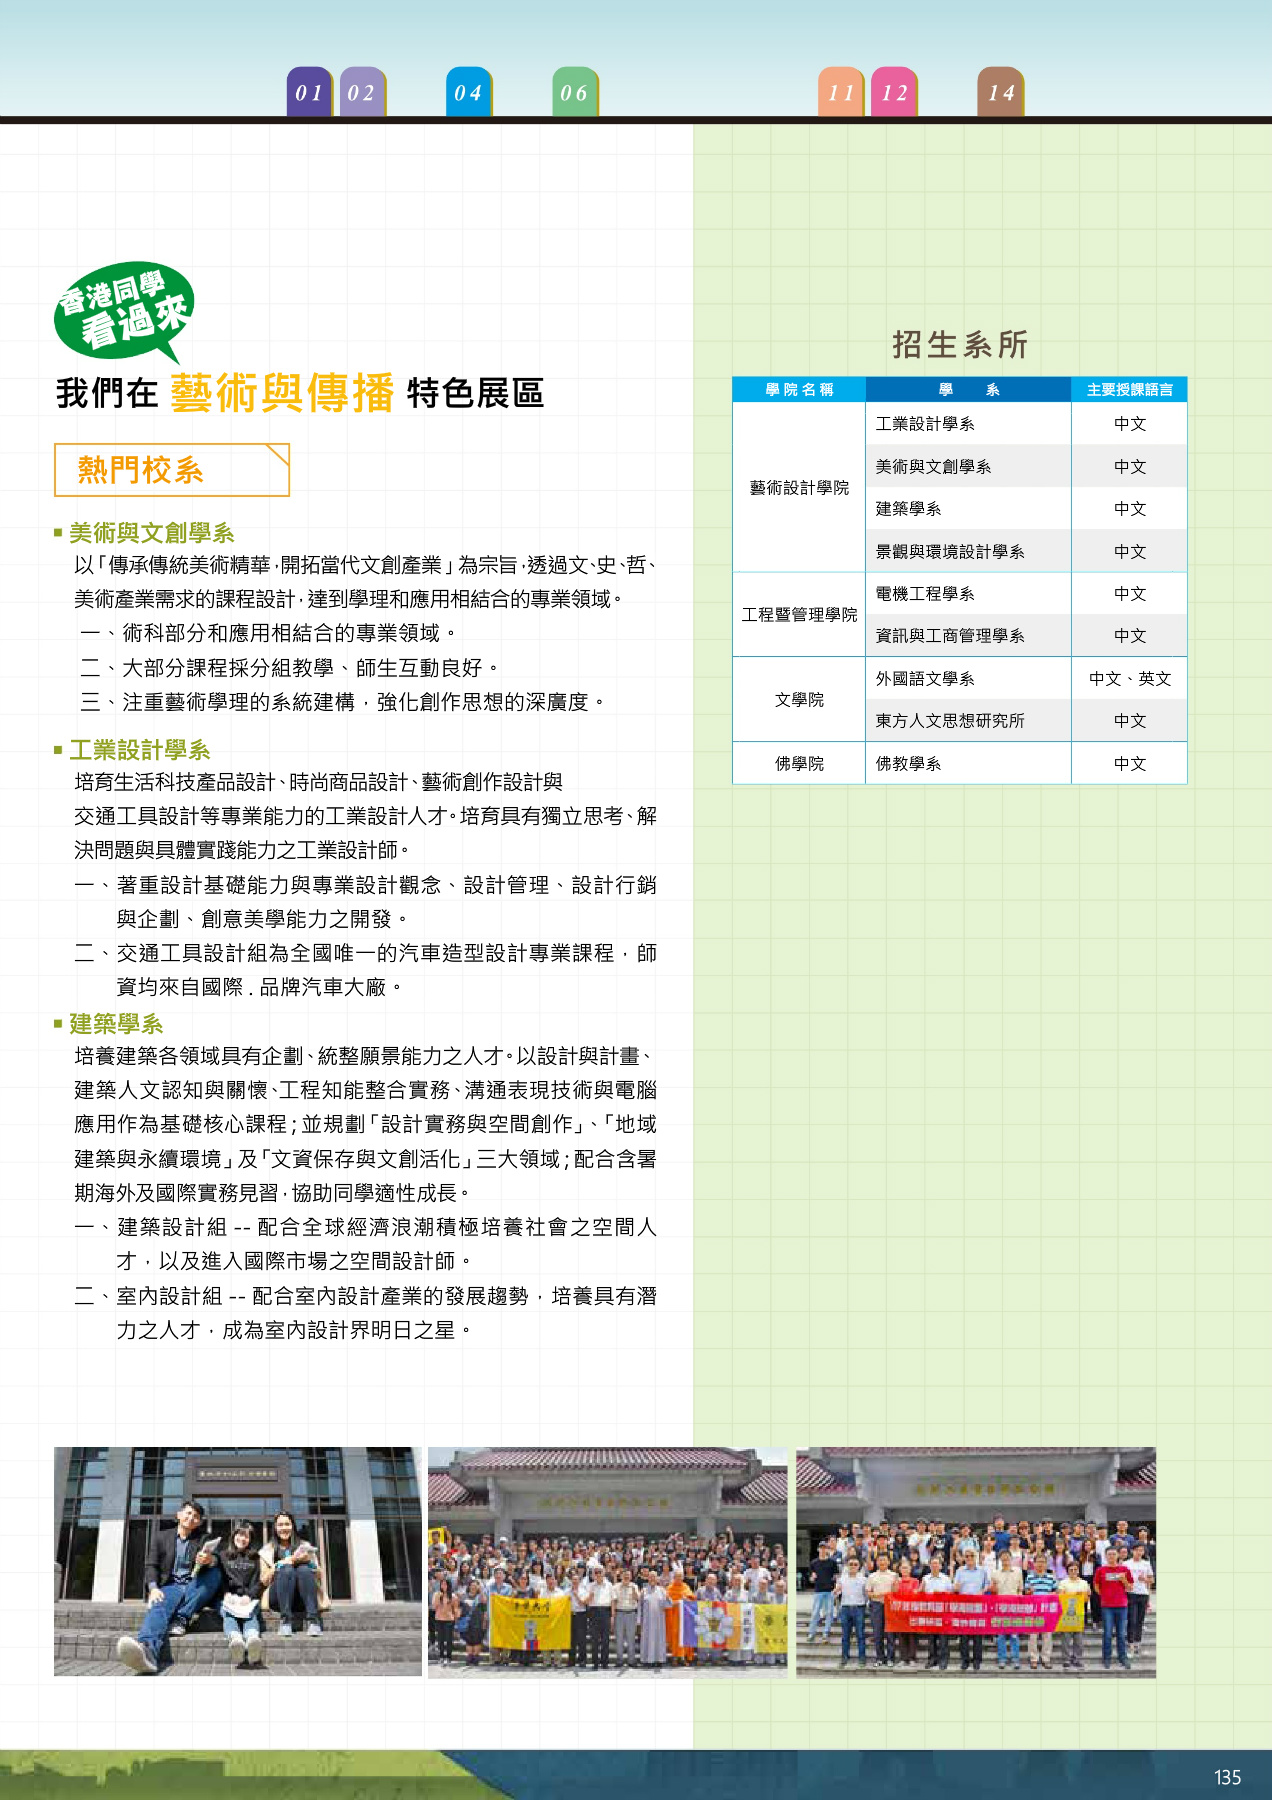 01 02 04 06 11 12 14
香港同學
看過來
我們在 藝術與傳播 特色展區
熱門校系
美術與文創學系
以「傳承傳統美術精華，開拓當代文創產業」為宗旨，透過文、史、哲、
美術產業需求的課程設計，達到學理和應用相結合的專業領域。
一、術科部分和應用相結合的專業領域。
二、大部分課程採分組教學、師生互動良好。
三、注重藝術學理的系統建構，強化創作思想的深廣度。
工業設計學系
培育生活科技產品設計、時尚商品設計、藝術創作設計與
交通工具設計等專業能力的工業設計人才。培育具有獨立思考、解
決問題與具體實踐能力之工業設計師。
一、著重設計基礎能力與專業設計觀念、設計管理、設計行銷
與企劃、創意美學能力之開發。
二、交通工具設計組為全國唯一的汽車造型設計專業課程，師
資均來自國際．品牌汽車大廠。
建築學系
培養建築各領域具有企劃、統整願景能力之人才。以設計與計畫、
建築人文認知與關懷、工程知能整合實務、溝通表現技術與電腦
應用作為基礎核心課程；並規劃「設計實務與空間創作」、「地域
建築與永續環境」及「文資保存與文創活化」三大領域；配合含暑
期海外及國際實務見習，協助同學適性成長。
一、建築設計組 -- 配合全球經濟浪潮積極培養社會之空間人
才，以及進入國際市場之空間設計師。
二、室內設計組 -- 配合室內設計產業的發展趨勢，培養具有潛
力之人才，成為室內設計界明日之星。
招生系所
學院名稱 學系 主要授課語言
藝術設計學院 工業設計學系 中文
美術與文創學系 中文
建築學系 中文
景觀與環境設計學系 中文
工程暨管理學院 電機工程學系 中文
資訊與工商管理學系 中文
文學院 外國語文學系 中文、英文
東方人文思想研究所 中文
佛學院 佛教學系 中文
135